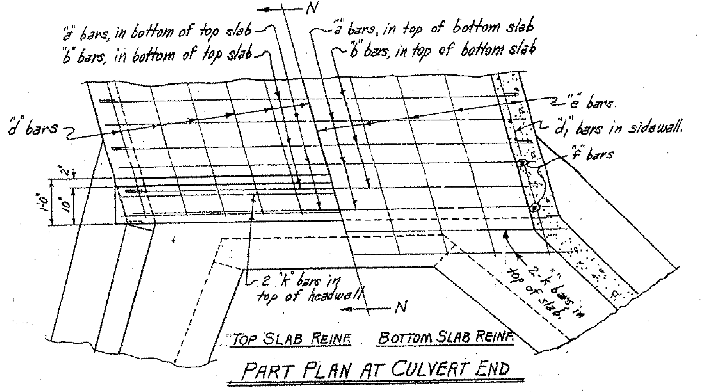 N
"a" bars, in bottom of top slab
"b" bars, in bottom of top slab
"a" bars, in top of bottom slab
"b" bars, in top of bottom slab
"d" bars
"e" bars.
"d₁" bars in sidewall.
"f" bars
2"
1'-0"
10"
2 "k" bars in
top of headwall
2-"k" bars in
top of slab.
N
TOP SLAB REINF.
BOTTOM SLAB REINF.
PART PLAN AT CULVERT END